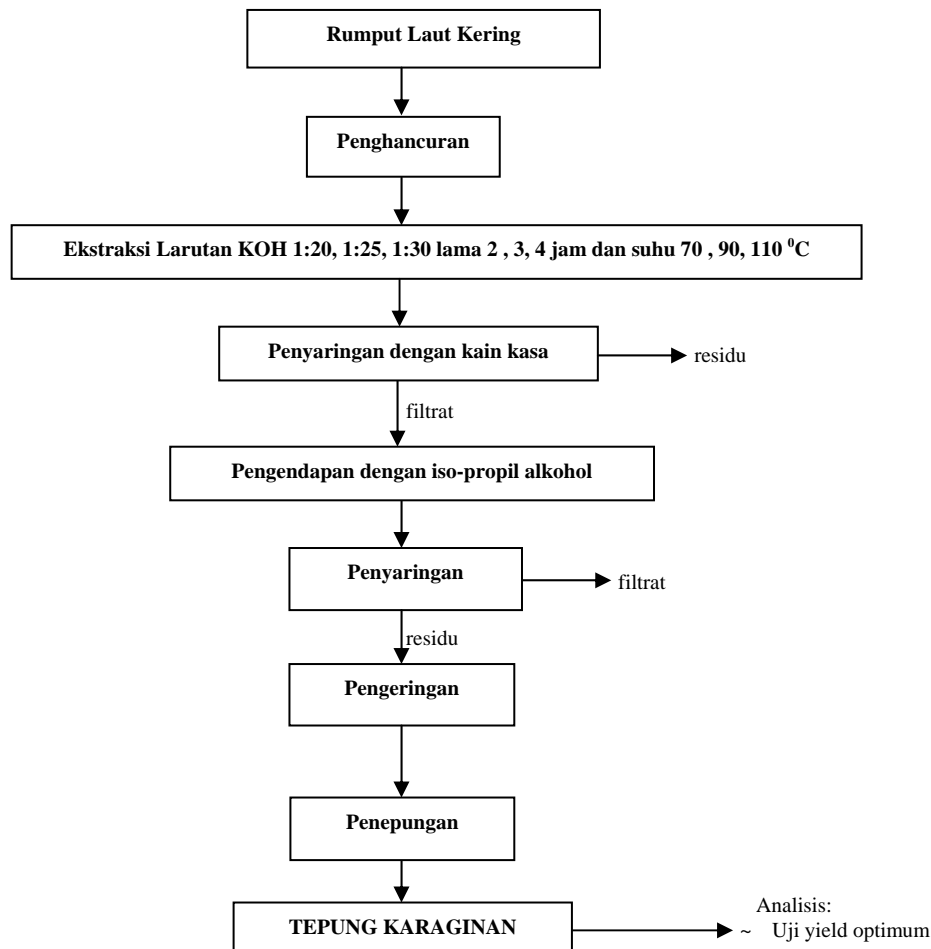 Rumput Laut Kering
Penghancuran
Ekstraksi Larutan KOH 1:20, 1:25, 1:30 lama 2 , 3, 4 jam dan suhu 70 , 90, 110 ⁰C
Penyaringan dengan kain kasa
residu
filtrat
Pengendapan dengan iso-propil alkohol
Penyaringan
filtrat
residu
Pengeringan
Penepungan
TEPUNG KARAGINAN
Analisis:
~ Uji yield optimum